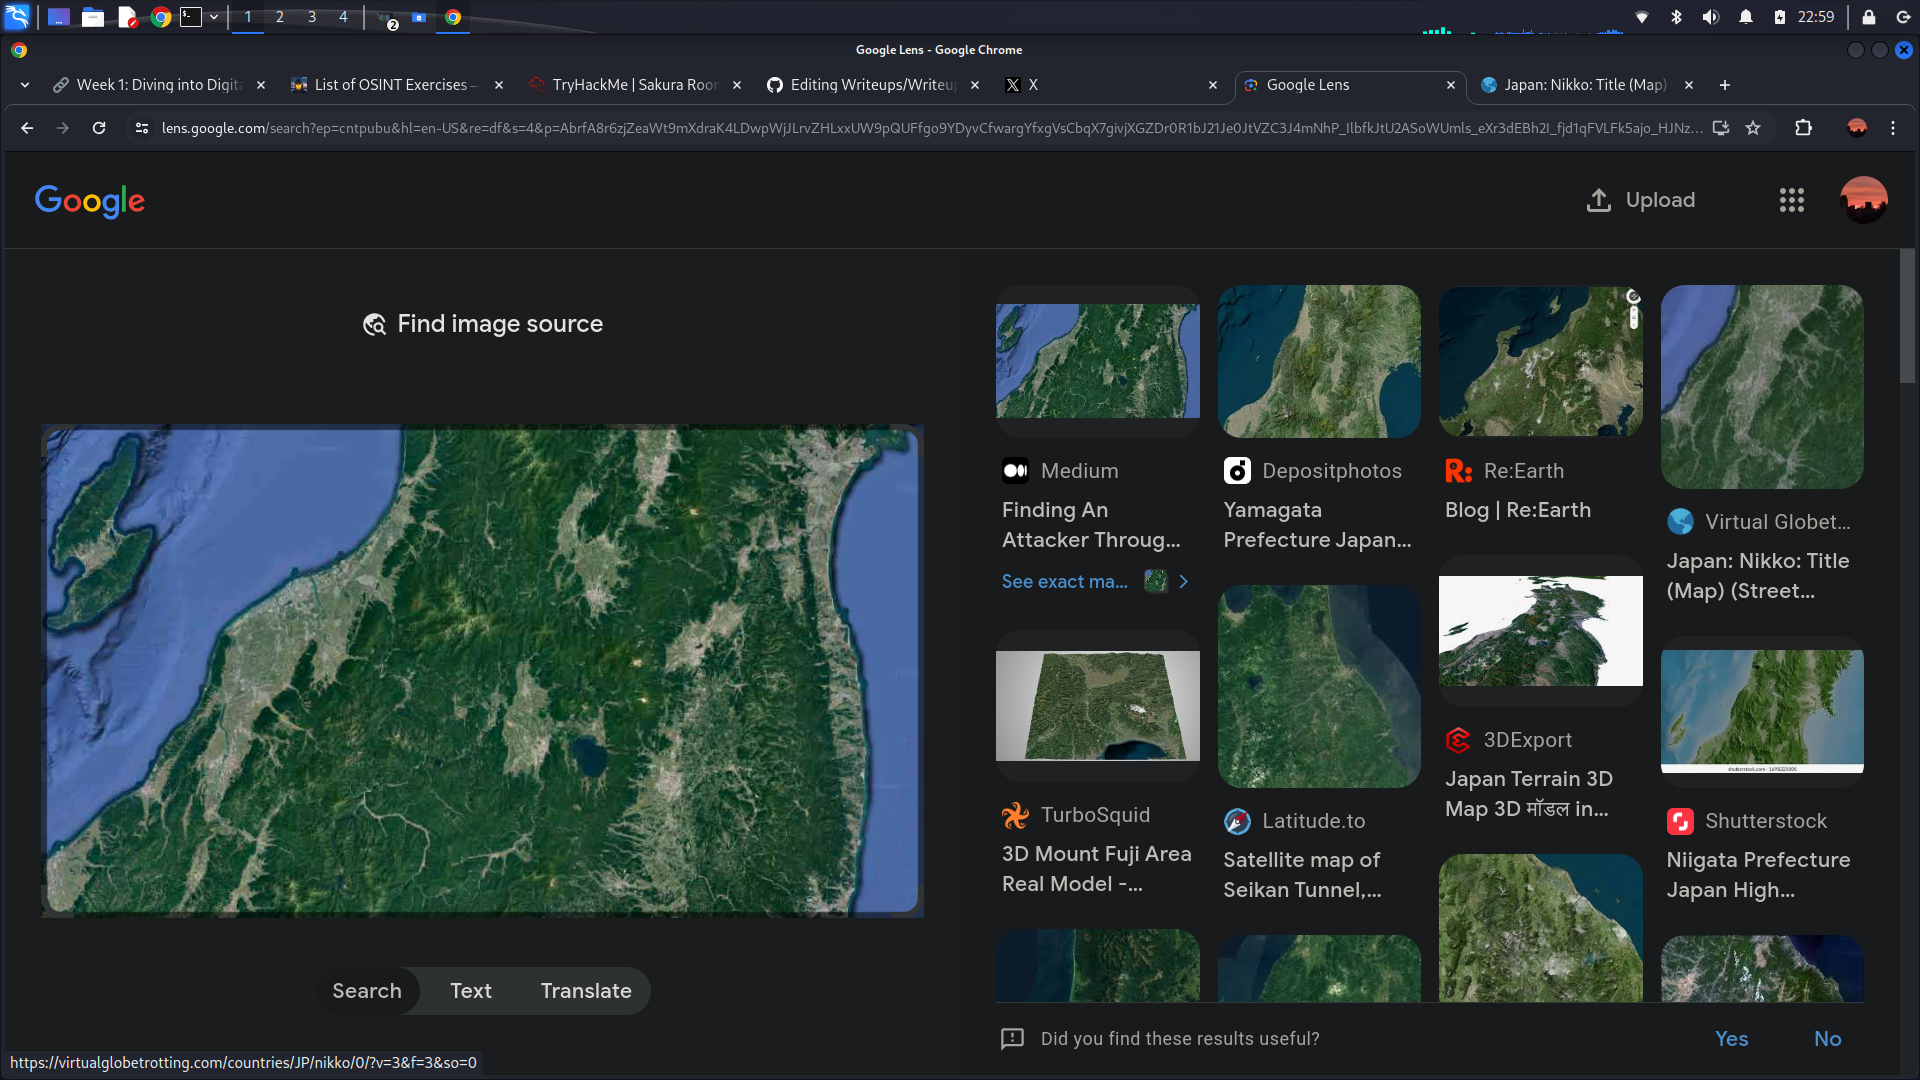 1 2 3 4 2 22:59
Google Lens - Google Chrome
Week 1: Diving into Digita
List of OSINT Exercises –
TryHackMe | Sakura Roo
Editing Writeups/Writeup
X
Google Lens
Japan: Nikko: Title (Map)
lens.google.com/search?ep=cntpubu&hl=en-US&re=df&s=4&p=AbrfA8r6zjZeaWt9mXdraK4LDwpWjJLrvZHLxxUW9pQUFfgo9YDyvCfwargYfxgVsCbqX7givjXGZDr0R1bJ21Je0JtVZC3J4mNhP_IlbfkJtU2ASoWUmls_eXr3dEBh2I_fjd1qFVLFk5ajo_HJNz...
Google
Upload
Find image source
Search
Text
Translate
Medium
Finding An
Attacker Throug...
See exact ma...
TurboSquid
3D Mount Fuji Area
Real Model -...
Depositphotos
Yamagata
Prefecture Japan...
Latitude.to
Satellite map of
Seikan Tunnel,...
Re:Earth
Blog | Re:Earth
3DExport
Japan Terrain 3D
Map 3D मॉडल in...
Virtual Globet...
Japan: Nikko: Title
(Map) (Street...
Shutterstock
Niigata Prefecture
Japan High...
Did you find these results useful?
Yes
No
https://virtualglobetrotting.com/countries/JP/nikko/0/?v=3&f=3&so=0